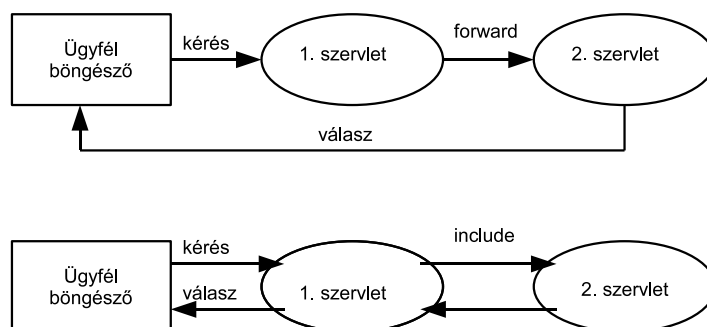 Ügyfél
böngésző
kérés
1. szervlet
forward
2. szervlet
válasz
Ügyfél
böngésző
kérés
válasz
1. szervlet
include
2. szervlet